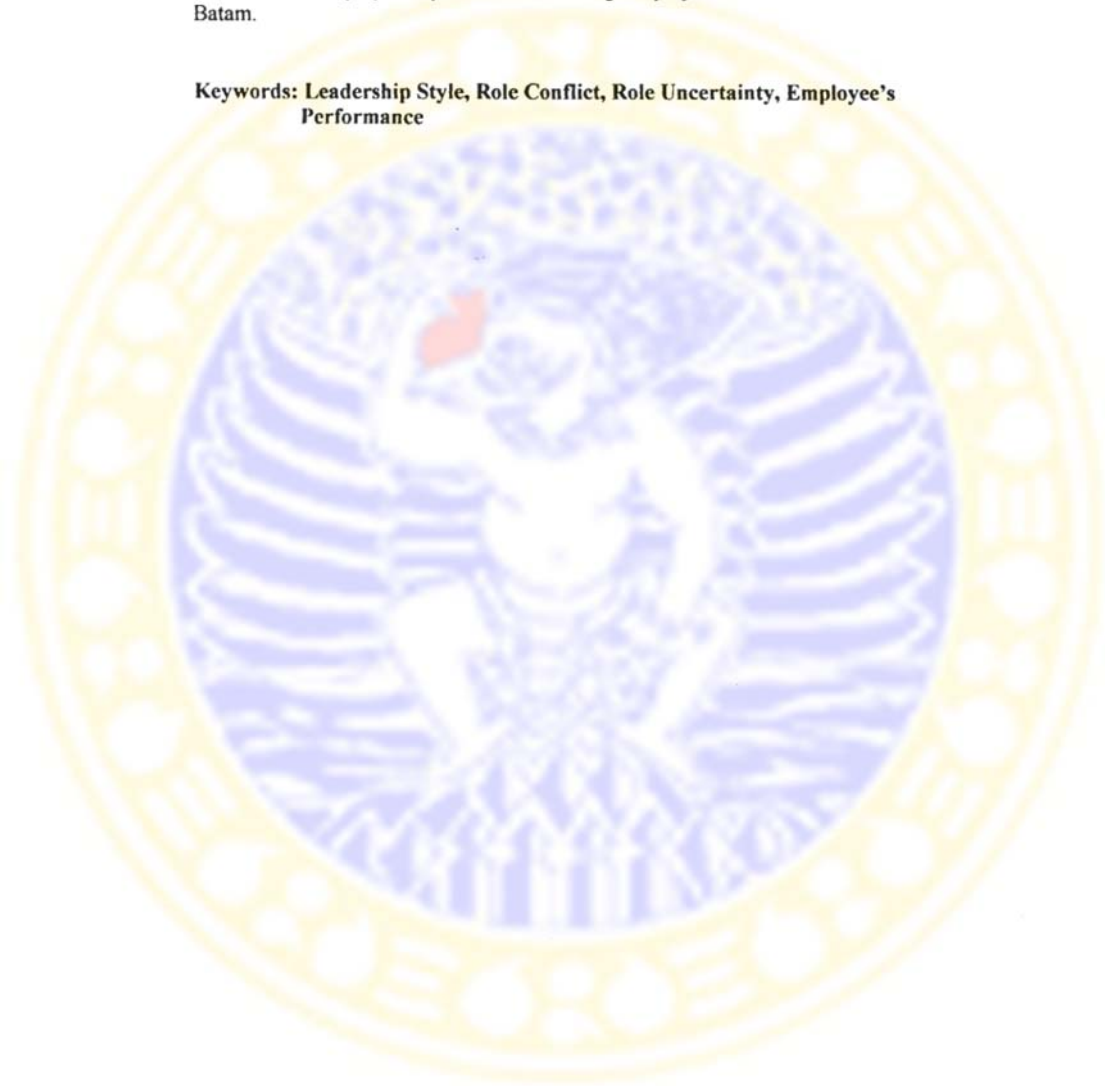 Batam.
Keywords: Leadership Style, Role Conflict, Role Uncertainty, Employee's
Performance